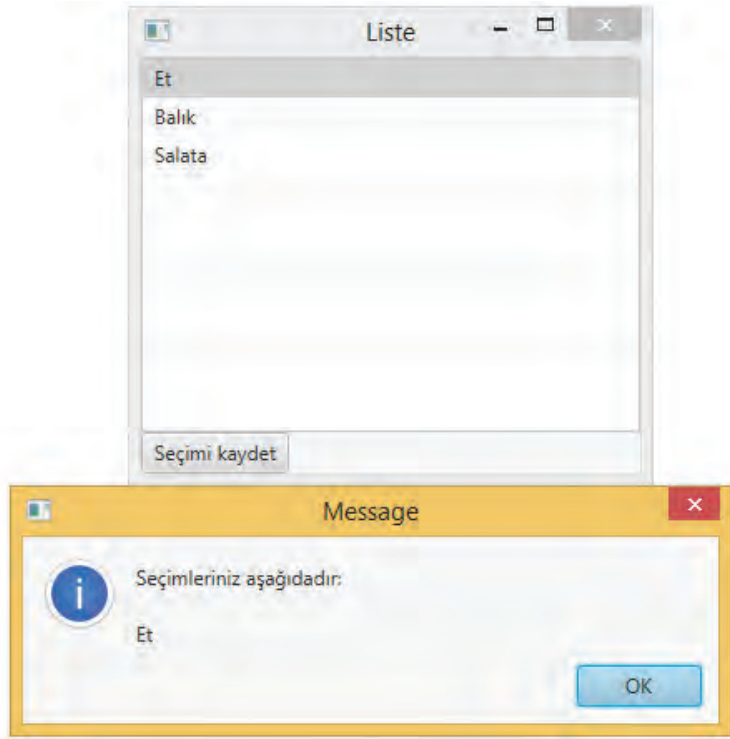 Liste
Et
Balık
Salata
Seçimi kaydet
Message
Seçimleriniz aşağıdadır:
Et
OK